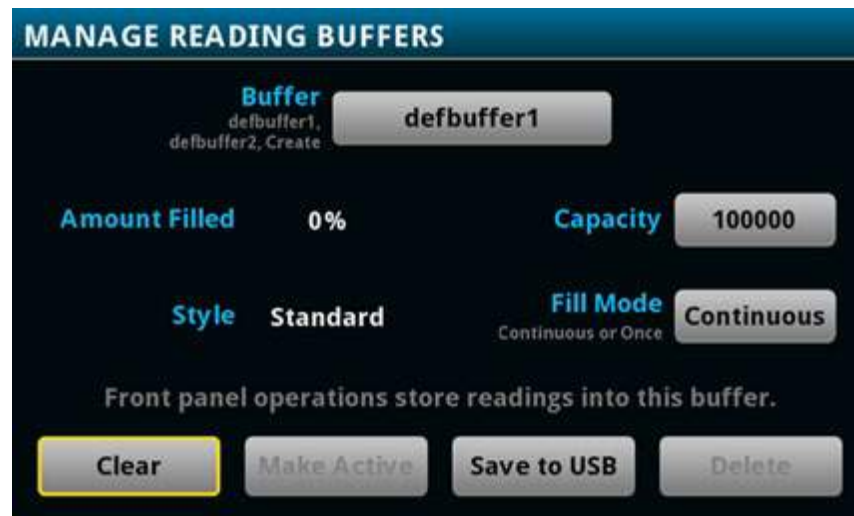 MANAGE READING BUFFERS
Buffer
defbuffer1,
defbuffer2, Create
defbuffer1
Amount Filled 0% Capacity 100000
Style Standard Fill Mode
Continuous or Once
Continuous
Front panel operations store readings into this buffer.
Clear Make Active Save to USB Delete